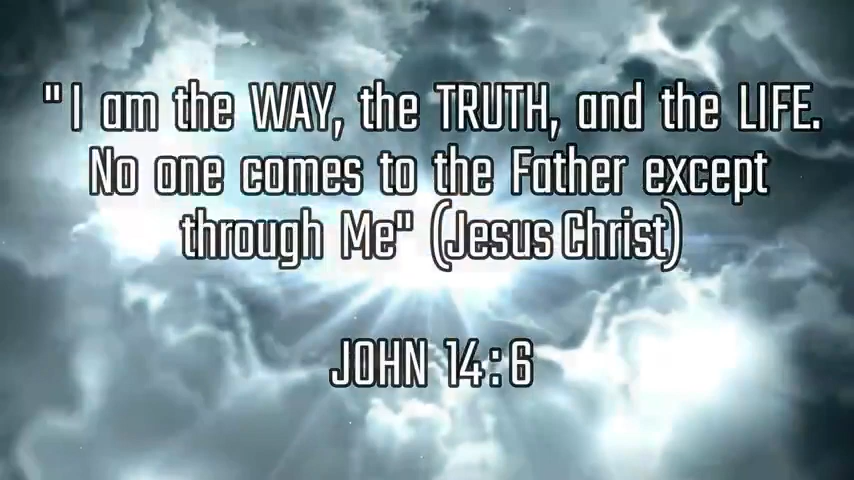 "I am the WAY, the TRUTH, and the LIFE.
No one comes to the Father except
through Me" (Jesus Christ)
JOHN 14:6